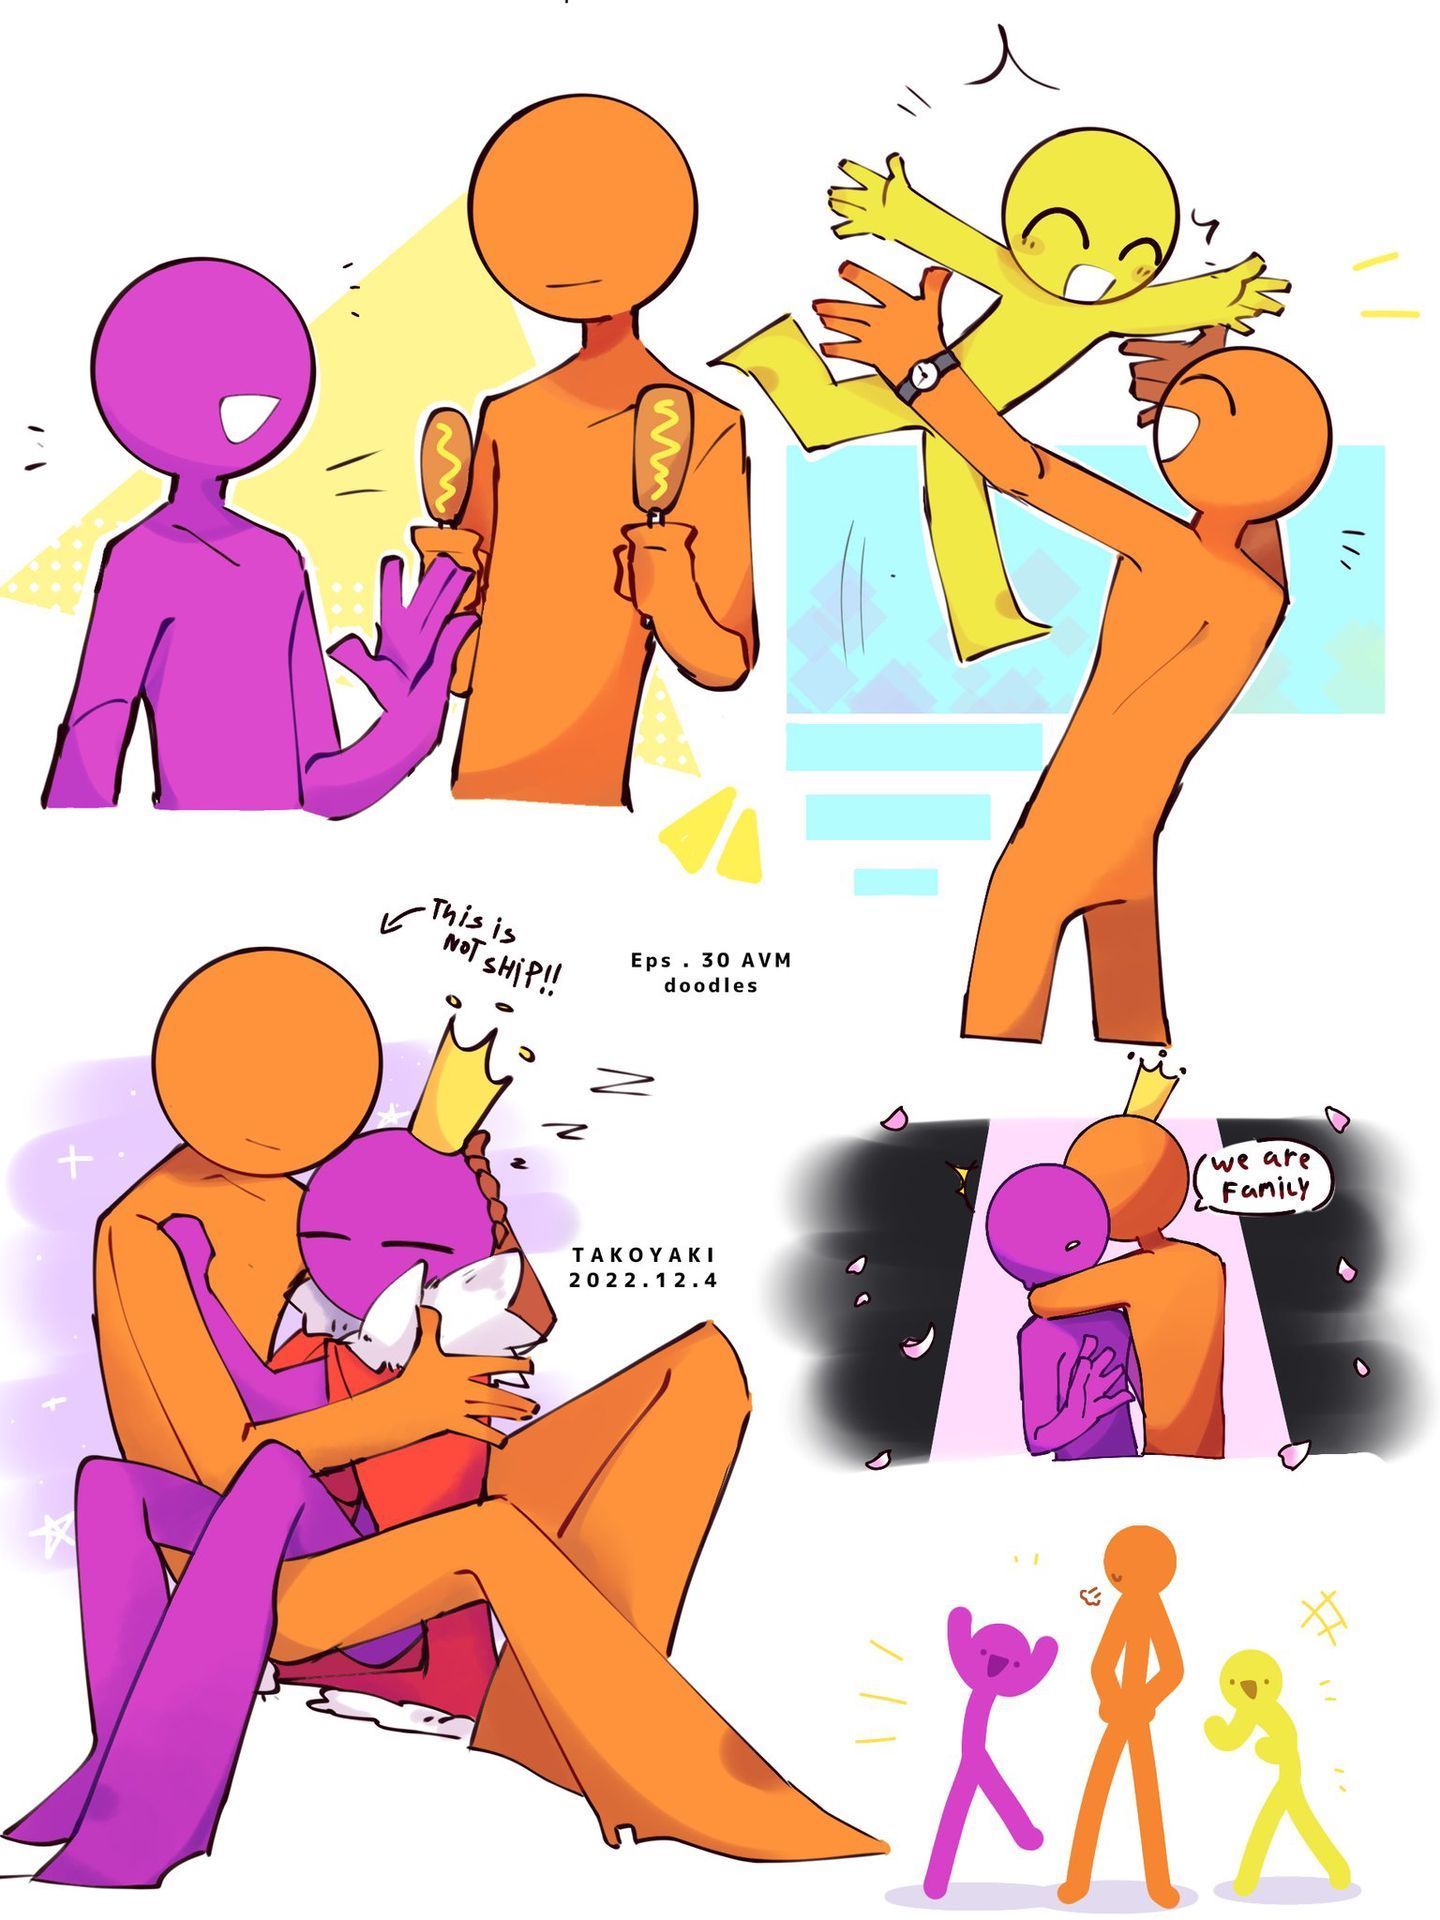 This is
NOT SHIP!!
Eps . 30 AVM
doodles
TAKOYAKI
2022.12.4
we are
FamiLy